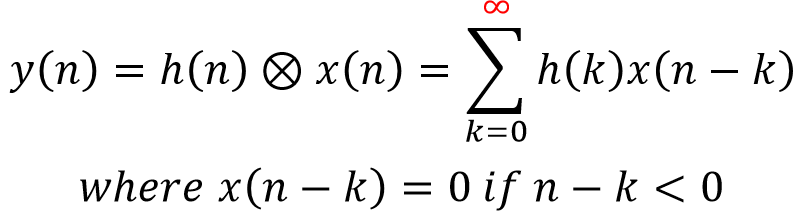 y(n) = h(n) ⊗ x(n) = ∑_{k=0}^{∞} h(k)x(n − k)
where x(n − k) = 0 if n − k < 0